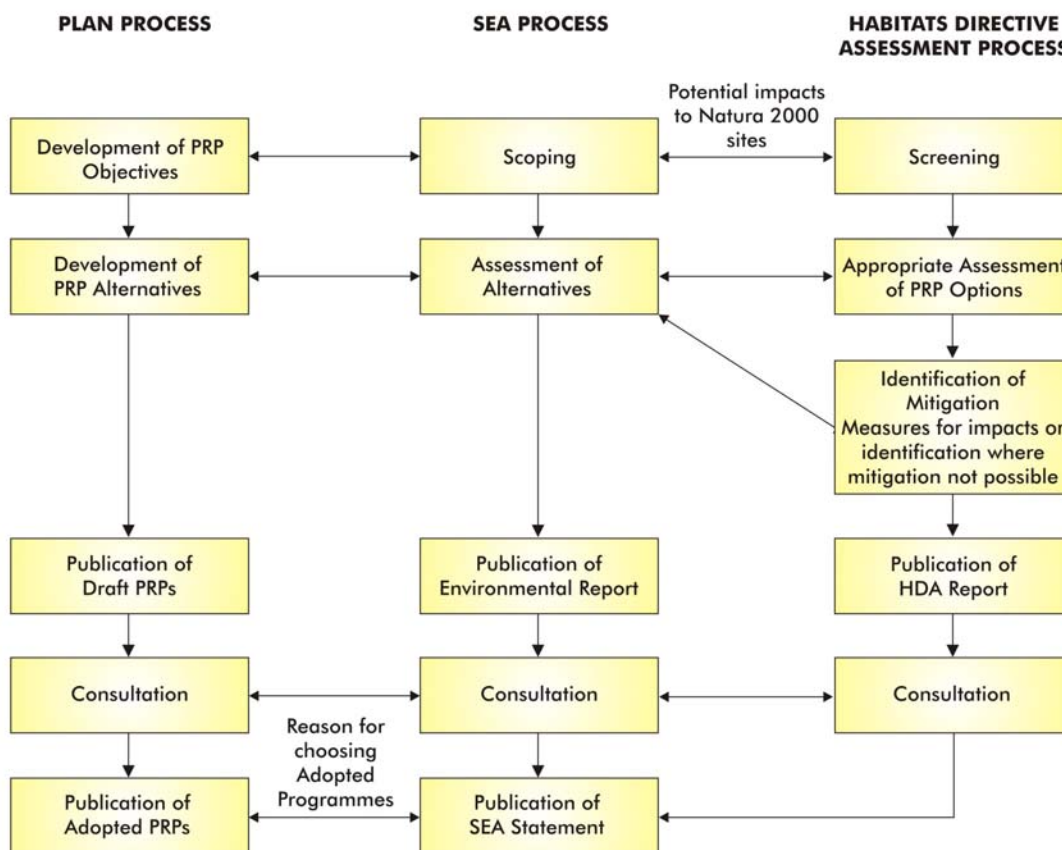 PLAN PROCESS
SEA PROCESS
HABITATS DIRECTIVE
ASSESSMENT PROCESS
Potential impacts
to Natura 2000
sites
Development of PRP
Objectives
Scoping
Screening
Development of
PRP Alternatives
Assessment of
Alternatives
Appropriate Assessment
of PRP Options
Identification of
Mitigation
Measures for impacts or
identification where
mitigation not possible
Publication of
Draft PRPs
Publication of
Environmental Report
Publication of
HDA Report
Consultation
Consultation
Consultation
Reason for
choosing
Adopted
Programmes
Publication of
Adopted PRPs
Publication of
SEA Statement